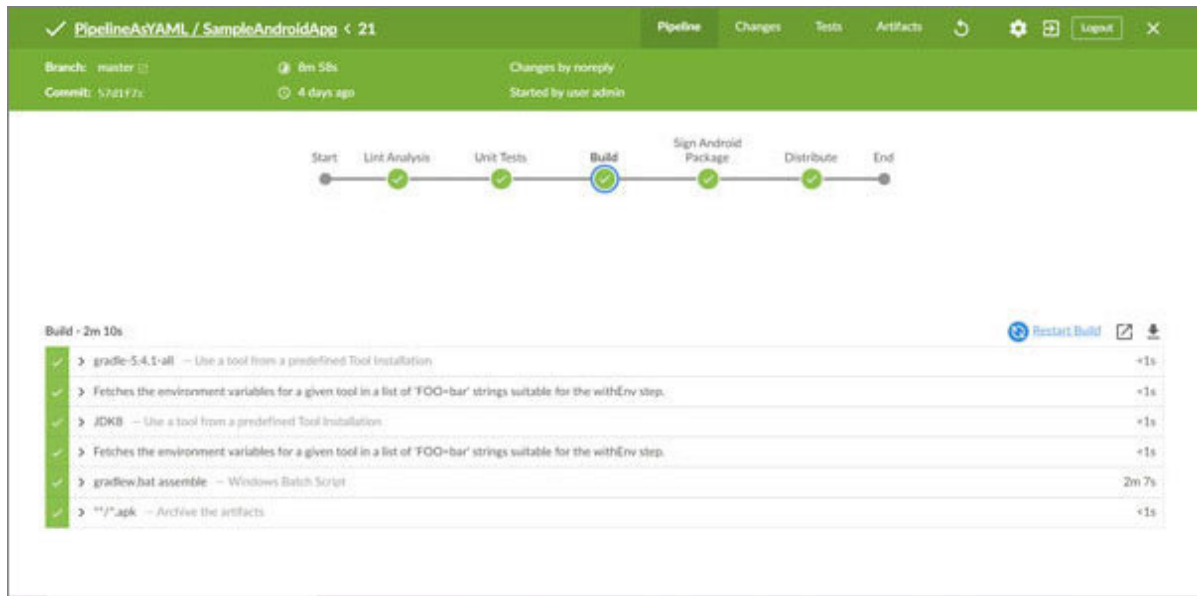 PipelineAsYAML / SampleAndroidApp < 21
Pipeline Changes Tests Artifacts Logout
Branch: master 8m 58s Changes by noreply
Commit: 57d1f7c 4 days ago Started by user admin
Start Lint Analysis Unit Tests Build Sign Android Package Distribute End
Build - 2m 10s Restart Build
gradle-5.4.1-all — Use a tool from a predefined Tool Installation <1s
Fetches the environment variables for a given tool in a list of 'FOO=bar' strings suitable for the withEnv step. <1s
JDK8 — Use a tool from a predefined Tool Installation <1s
Fetches the environment variables for a given tool in a list of 'FOO=bar' strings suitable for the withEnv step. <1s
gradlew.bat assemble — Windows Batch Script 2m 7s
**/*.apk — Archive the artifacts <1s